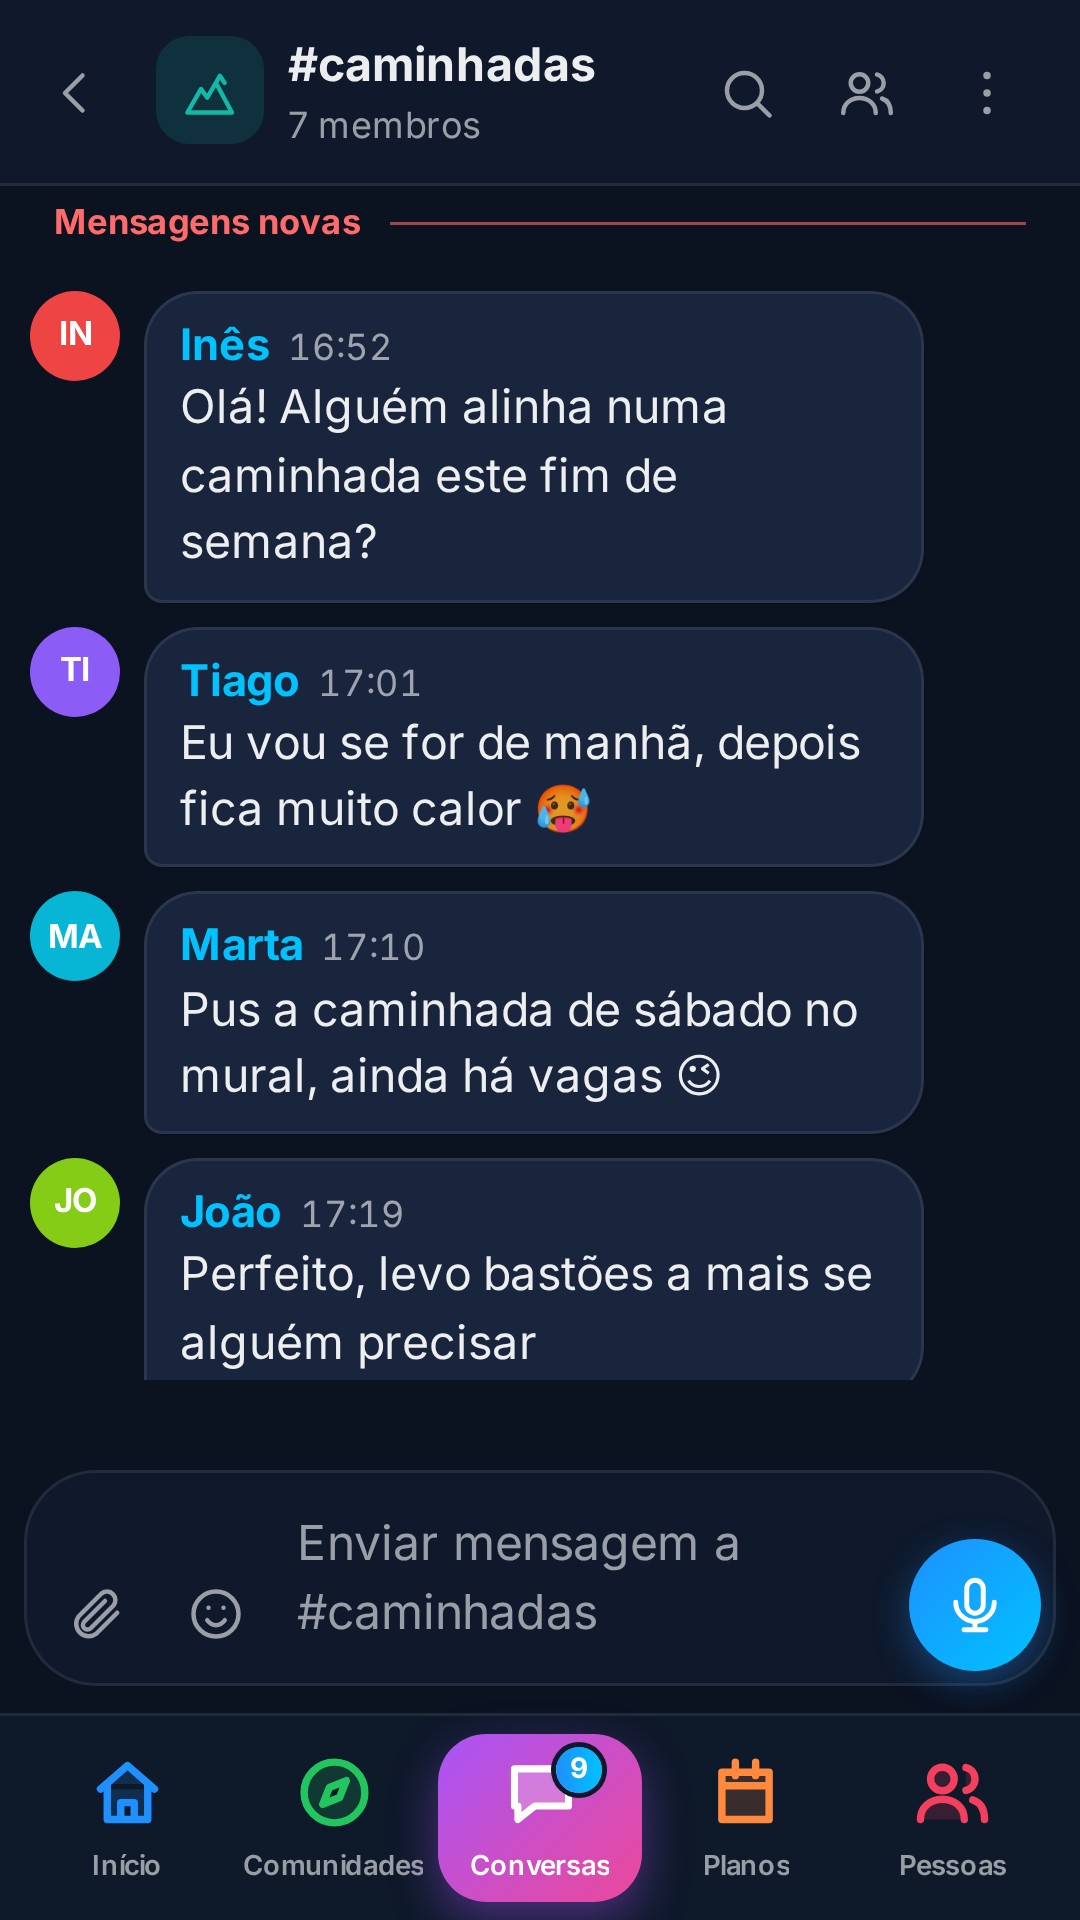 #caminhadas
7 membros
Mensagens novas
IN
Inês 16:52
Olá! Alguém alinha numa
caminhada este fim de
semana?
TI
Tiago 17:01
Eu vou se for de manhã, depois
fica muito calor 🥵
MA
Marta 17:10
Pus a caminhada de sábado no
mural, ainda há vagas 😉
JO
João 17:19
Perfeito, levo bastões a mais se
alguém precisar
Enviar mensagem a
#caminhadas
9
Início
Comunidades
Conversas
Planos
Pessoas